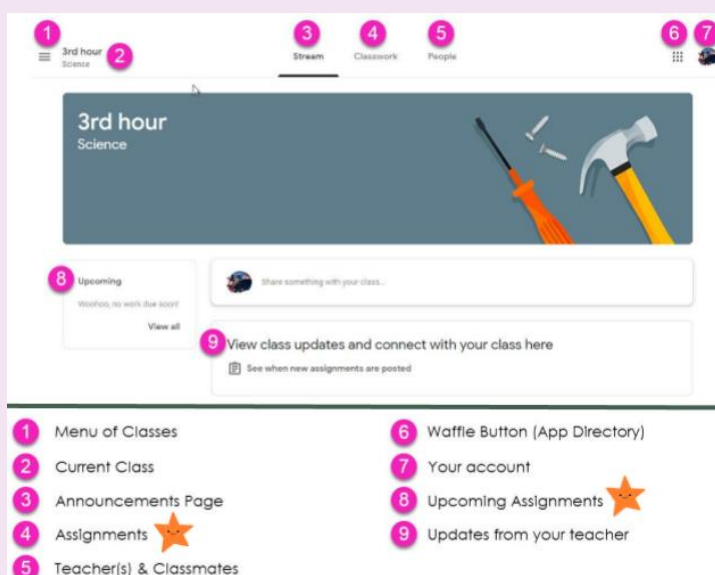 1 3 4 5 6 7
3rd hour
Science
2
Stream Classwork People
3rd hour
Science
8 Upcoming
Woohoo, no work due soon!
View all
Share something with your class...
9 View class updates and connect with your class here
See when new assignments are posted
1 Menu of Classes
2 Current Class
3 Announcements Page
4 Assignments
5 Teacher(s) & Classmates
6 Waffle Button (App Directory)
7 Your account
8 Upcoming Assignments
9 Updates from your teacher